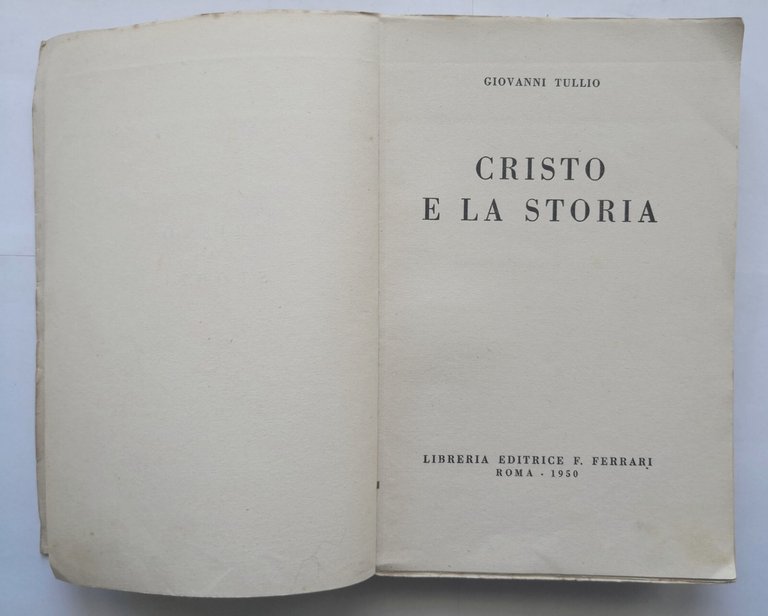 GIOVANNI TULLIO
CRISTO
E LA STORIA
LIBRERIA EDITRICE F. FERRARI
ROMA - 1950